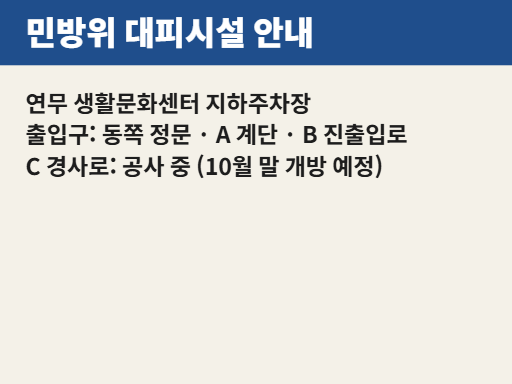 민방위 대피시설 안내
연무 생활문화센터 지하주차장
출입구: 동쪽 정문 · A 계단 · B 진출입로
C 경사로: 공사 중 (10월 말 개방 예정)